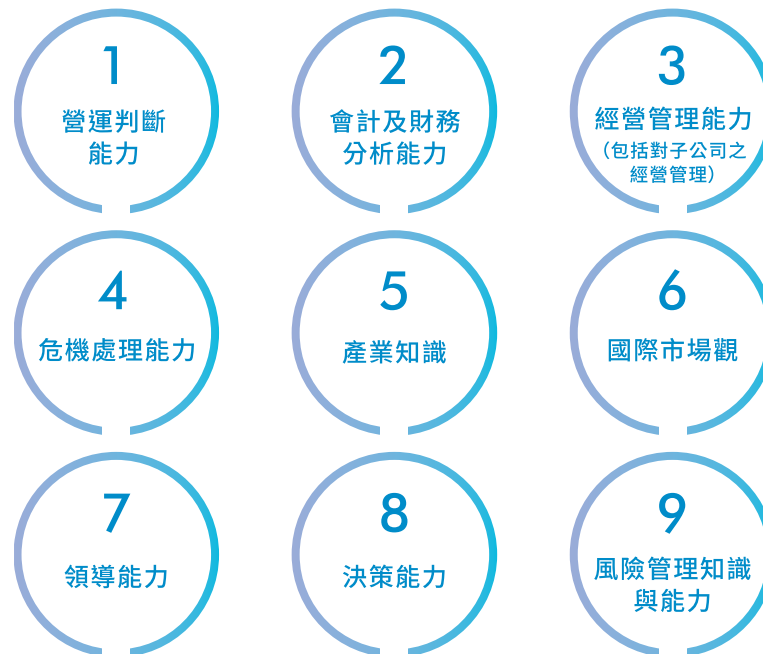 1
營運判斷
能力
2
會計及財務
分析能力
3
經營管理能力
（包括對子公司之
經營管理）
4
危機處理能力
5
產業知識
6
國際市場觀
7
領導能力
8
決策能力
9
風險管理知識
與能力